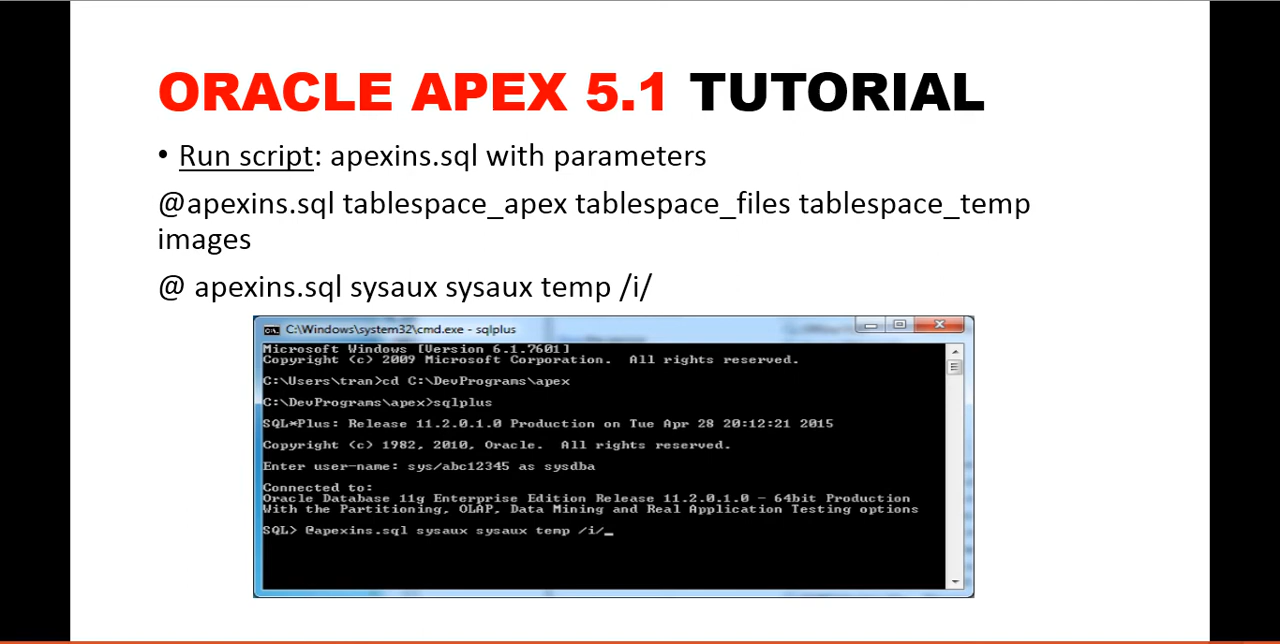 ORACLE APEX 5.1 TUTORIAL
• Run script: apexins.sql with parameters
@apexins.sql tablespace_apex tablespace_files tablespace_temp
images
@ apexins.sql sysaux sysaux temp /i/
C:\Windows\system32\cmd.exe - sqlplus
Microsoft Windows [Version 6.1.7601]
Copyright (c) 2009 Microsoft Corporation. All rights reserved.
C:\Users\tran>cd C:\DevPrograms\apex
C:\DevPrograms\apex>sqlplus
SQL*Plus: Release 11.2.0.1.0 Production on Tue Apr 28 20:12:21 2015
Copyright (c) 1982, 2010, Oracle. All rights reserved.
Enter user-name: sys/abc12345 as sysdba
Connected to:
Oracle Database 11g Enterprise Edition Release 11.2.0.1.0 - 64bit Production
With the Partitioning, OLAP, Data Mining and Real Application Testing options
SQL> @apexins.sql sysaux sysaux temp /i/_